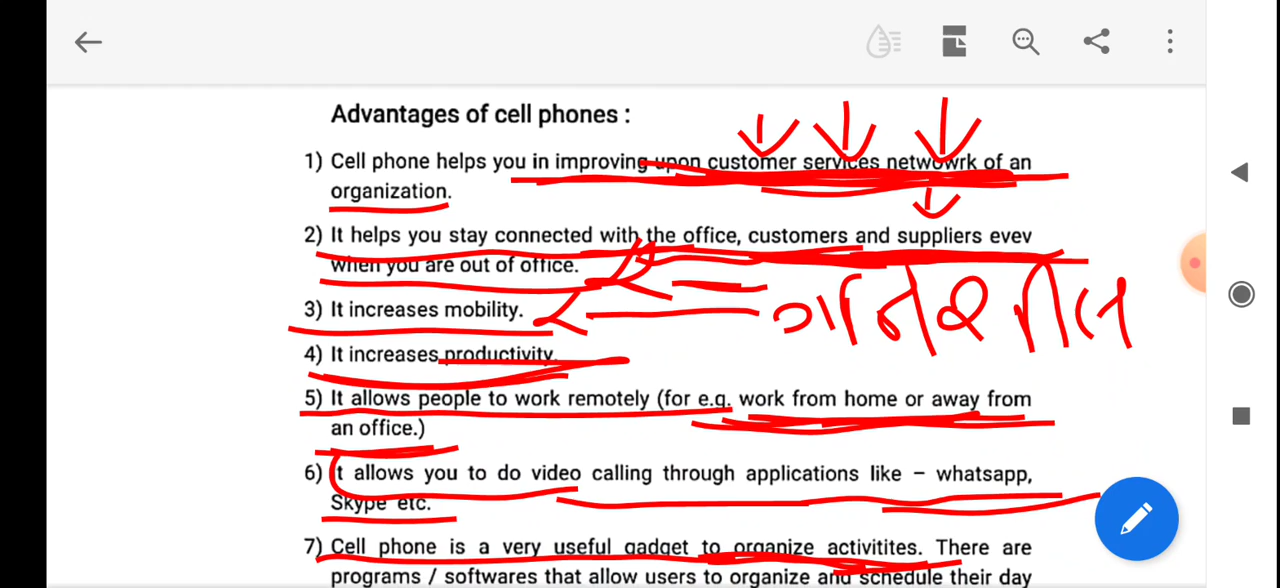 Advantages of cell phones :
1) Cell phone helps you in improving upon customer services netwowrk of an
organization.
2) It helps you stay connected with the office, customers and suppliers evev
when you are out of office.
3) It increases mobility.
4) It increases productivity.
5) It allows people to work remotely (for e.g. work from home or away from
an office.)
6) It allows you to do video calling through applications like – whatsapp,
Skype etc.
7) Cell phone is a very useful gadget to organize activitites. There are
programs / softwares that allow users to organize and schedule their day